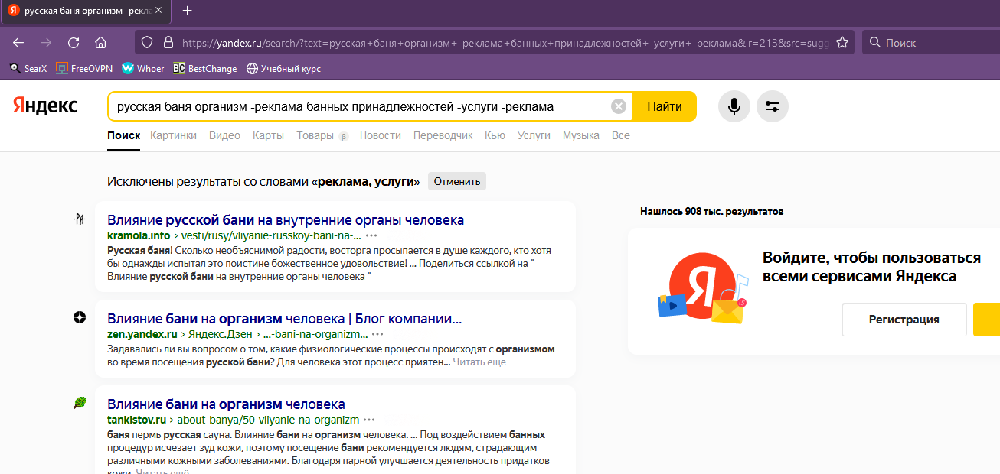 Я русская баня организм -рекла
https://yandex.ru/search/?text=русская+баня+организм+-реклама+банных+принадлежностей+-услуги+-реклама&lr=213&src=sugg
Поиск
SearX FreeOVPN Whoer BC BestChange Учебный курс
Яндекс
русская баня организм -реклама банных принадлежностей -услуги -реклама
Найти
Поиск Картинки Видео Карты Товары β Новости Переводчик Кью Услуги Музыка Все
Исключены результаты со словами «реклама, услуги» Отменить
Влияние русской бани на внутренние органы человека
kramola.info › vesti/rusy/vliyanie-russkoy-bani-na-...
Русская баня! Сколько необъяснимой радости, восторга просыпается в душе каждого, кто хотя
бы однажды испытал это поистине божественное удовольствие! ... Поделиться ссылкой на "
Влияние русской бани на внутренние органы человека "
Влияние бани на организм человека | Блог компании...
zen.yandex.ru › Яндекс.Дзен › ...-bani-na-organizm...
Задавались ли вы вопросом о том, какие физиологические процессы происходят с организмом
во время посещения русской бани? Для человека этот процесс приятен... Читать ещё
Влияние бани на организм человека
tankistov.ru › about-banya/50-vliyanie-na-organizm
баня пермь русская сауна. Влияние бани на организм человека. ... Под воздействием банных
процедур исчезает зуд кожи, поэтому посещение бани рекомендуется людям, страдающим
различными кожными заболеваниями. Благодаря парной улучшается деятельность придатков
кожи. Читать ещё
Нашлось 908 тыс. результатов
Я
15
Войдите, чтобы пользоваться
всеми сервисами Яндекса
Регистрация